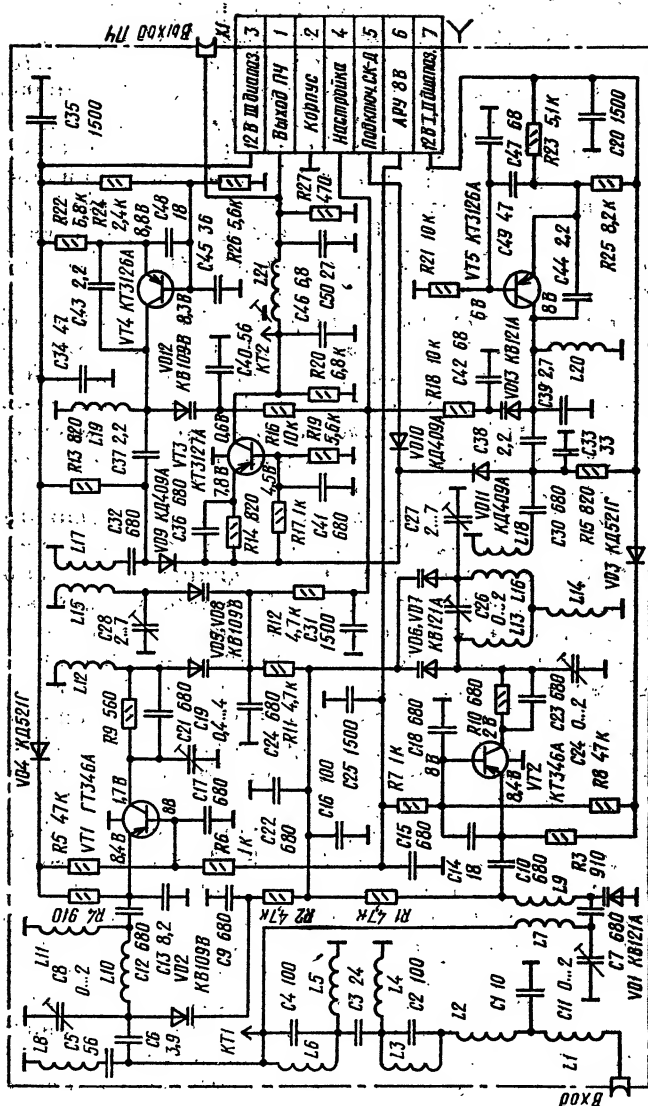 Выход ПЧ
X1
12В III диапаз. 3
Выход ПЧ 1
Корпус 2
Настройка 4
Подключ.СК-Д 5
АРУ 8В 6
12В I,II диапаз. 7
C35
1500
R22
6,8К
R24
2,4К
8,8В
C48
18
C45 36
R26 5,6К
R27
470
C34 47
C43 2,2
VT4 КТ3126А
8,3В
L21
C46 6,8
C50 27
C40 56
КТ2
R20
6,8К
C47 68
R23 5,1К
C20 1500
R21 10К
VT5 КТ3126А
C49 47
6В
8В
C44 2,2
R25 8,2К
R13 820
L19
C37 2,2
VD12
КВ109В
VT3
КТ3127А
0,6В
7,8В
4,5В
R16
10К
R19
5,6К
R18 10К
C42 68
VD13 КВ121А
C39 2,7
L20
L17
C32
680
VD9 КД409А
C36 680
R14 820
R17 1К
C41
680
VD10
КД409А
C38
2,2
C33
33
L15
C28
2...7
VD5,VD8
КВ109В
R12
4,7К
C31
1500
C27
2...7
VD11
КД409А
L18
C30 680
R15 820
VD4 КД521Г
L12
R9 560
C21 680
C19
0,4...4
C24 680
R11 4,7К
VD6,VD7
КВ121А
C26
0...2
L16
L13
L14
VD3 КД521Г
R5 47К
VT1 ГТ346А
1,7В
8,4В
8В
C17
680
R6
1К
C22
680
C16 100
C25 1500
C18 680
R7 1К
8В
R10 680
2В
C23 680
C24
0...2
VT2
КТ346А
8,4В
R8 47К
R4 910
L11
C8
0...2
L10
C12 680
C13 8,2
VD2
КВ109В
C9 680
R2 4,7К
R1 4,7К
C15
680
C14
18
C10
680
R3
910
L9
L8
C5
56
C6
3,9
КТ1
C4 100
L5
L6
C3 24
L4
C2 100
L3
L2
C1 10
L1
L7
C11 0...2
C7 680
VD1 КВ121А
Вход